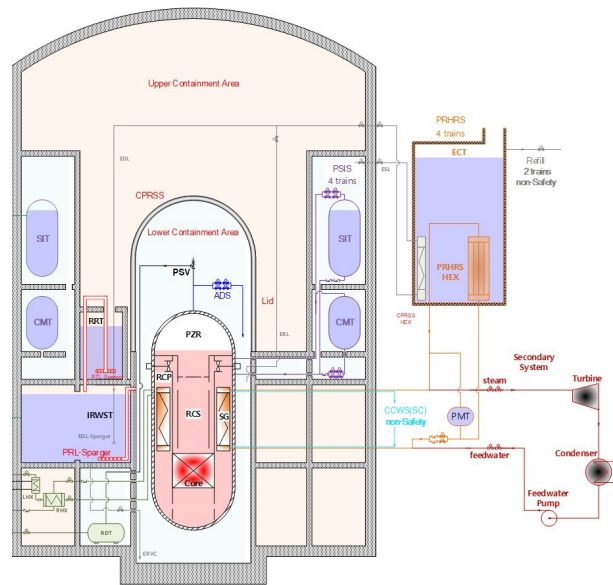 Upper Containment Area
PRHRS
4 trains
ECT
EDL
PSIS
4 trains
ESL
Refill
2 trains
non-Safety
CPRSS
SIT
Lower Containment Area
SIT
PSV
PRHRS
HEX
ADS
Lid
CMT
RRT
PZR
CMT
CPRSS
HEX
ERL
RCP
Secondary
System
Turbine
steam
IRWST
RCS
SG
PMT
CCWS(SC)
non-Safety
EDL-Sparger
PRL-Sparger
feedwater
Condenser
Core
LHX
RHX
Feedwater
Pump
RDT
ERVC